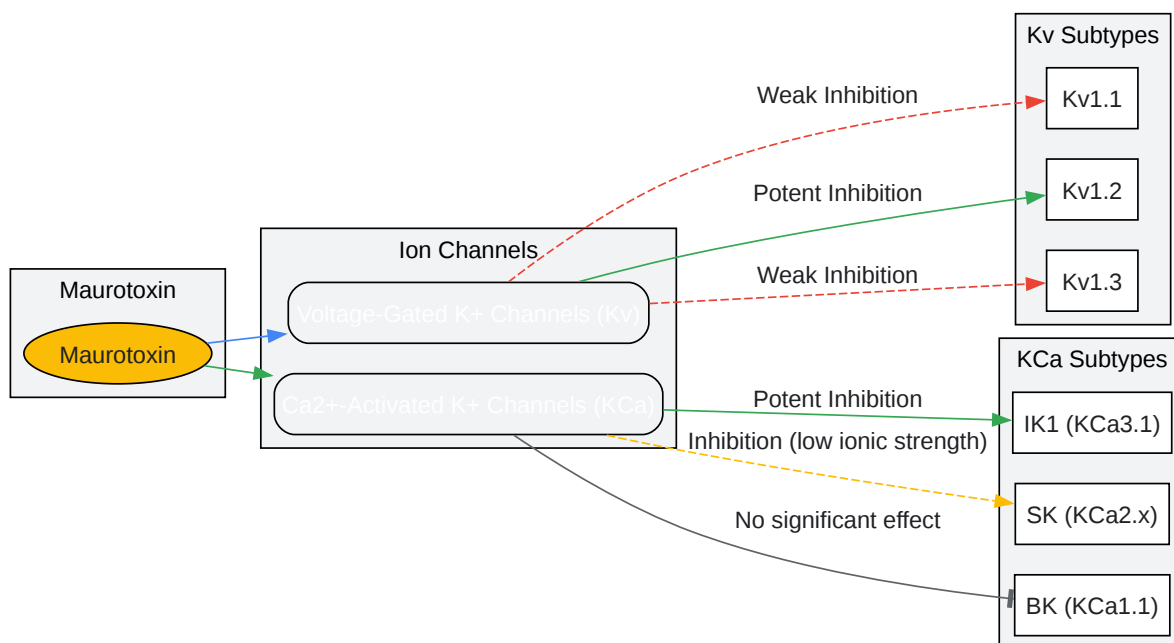 Kv Subtypes
Weak Inhibition
Kv1.1
Potent Inhibition
Kv1.2
Ion Channels
Weak Inhibition
Kv1.3
Maurotoxin
Voltage-Gated K+ Channels (Kv)
Maurotoxin
KCa Subtypes
Ca2+-Activated K+ Channels (KCa)
Potent Inhibition
IK1 (KCa3.1)
Inhibition (low ionic strength)
SK (KCa2.x)
No significant effect
BK (KCa1.1)